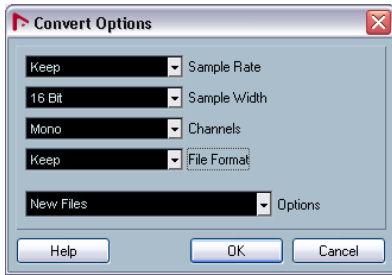 Convert Options
Keep Sample Rate
16 Bit Sample Width
Mono Channels
Keep File Format
New Files Options
Help OK Cancel